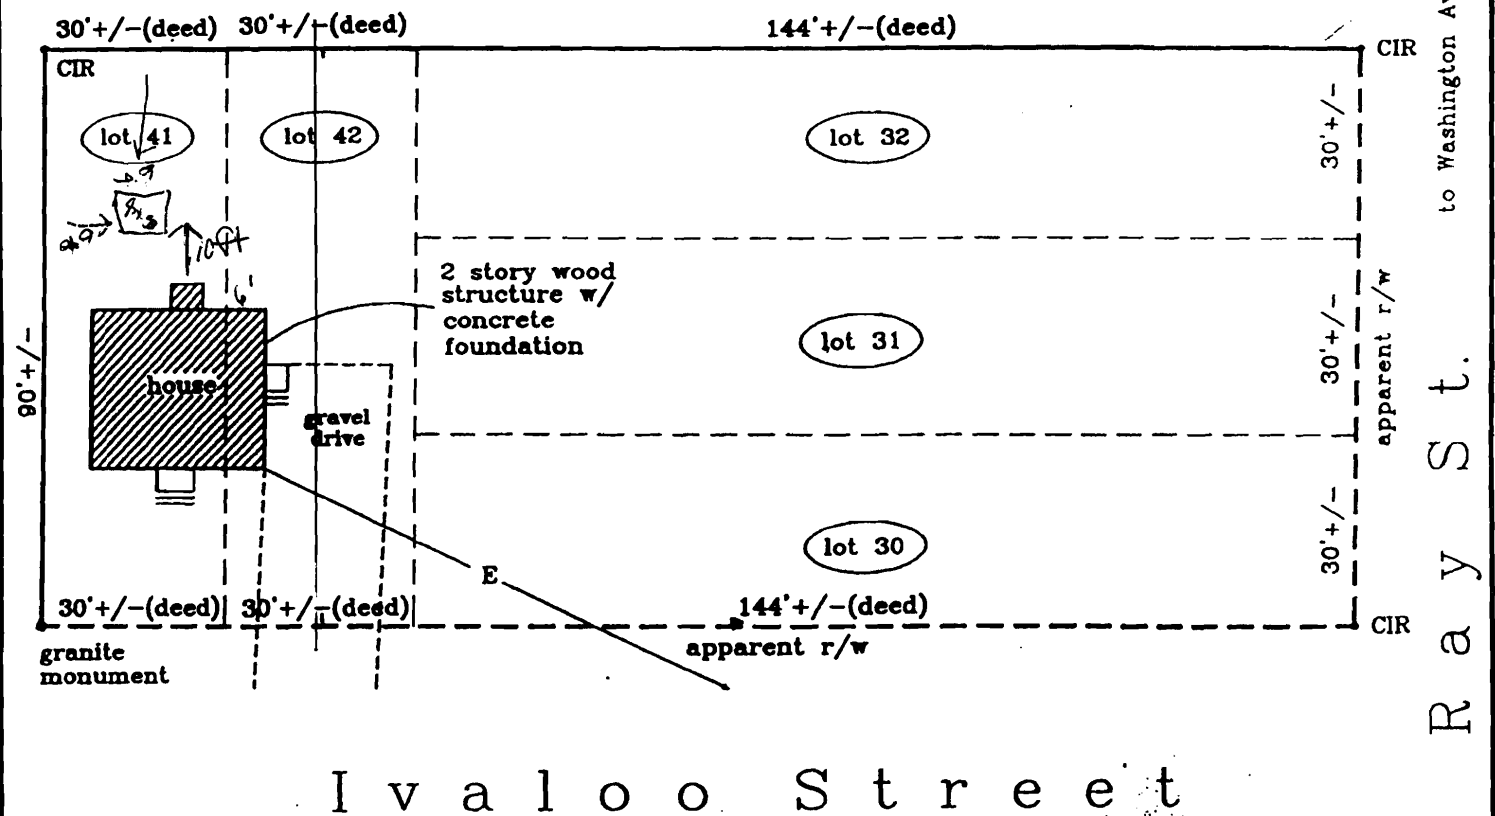 30'+/-(deed) 30'+/-(deed) 144'+/-(deed)
CIR
CIR
to Washington
lot 41
lot 42
lot 32
30'+/-
8x8
10 ft
6'
2 story wood
structure w/
concrete
foundation
90'+/-
house
gravel
drive
lot 31
30'+/-
apparent r/w
lot 30
30'+/-
E
30'+/-(deed) 30'+/-(deed) 144'+/-(deed)
CIR
granite
monument
apparent r/w
Ray St.
Ivaloo Street